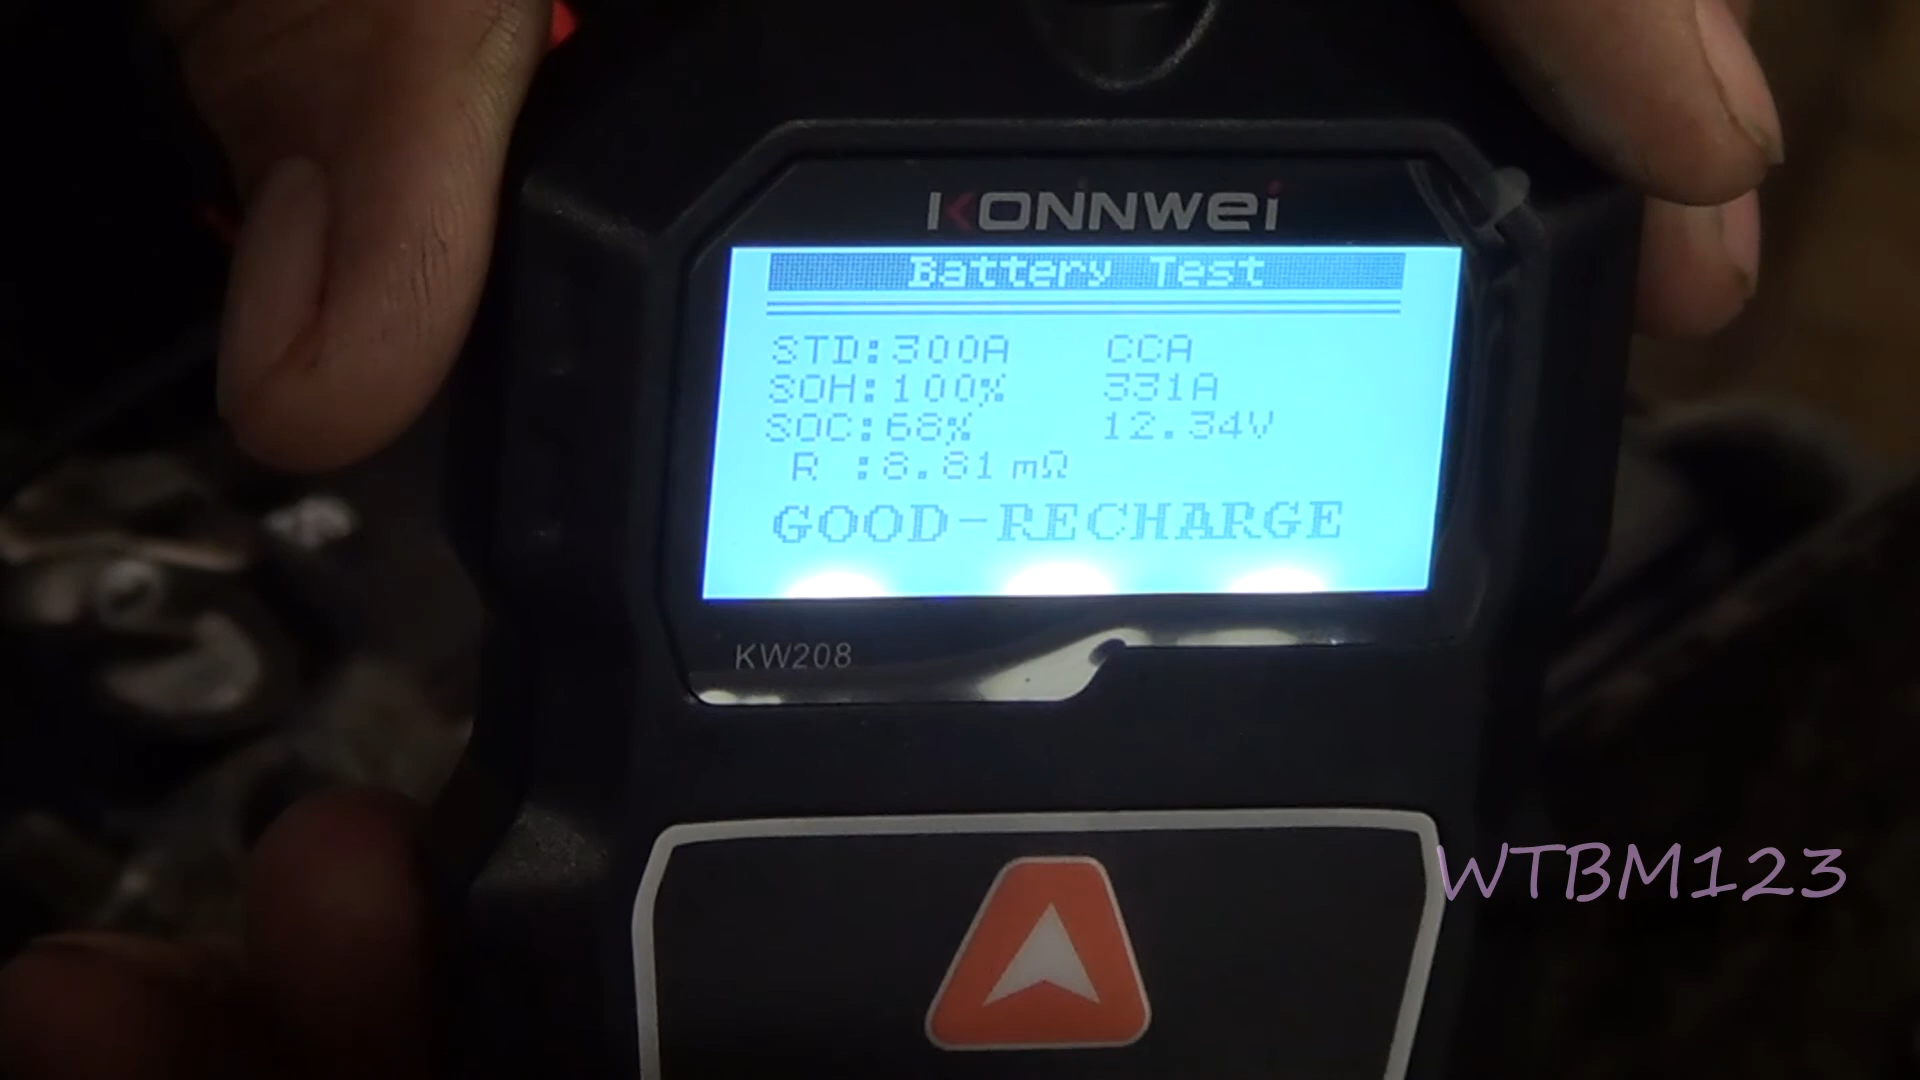 KONNWEI
Battery Test
STD:300A CCA
SOH:100% 331A
SOC:68% 12.34V
R :8.81 mΩ
GOOD-RECHARGE
KW208
WTBM123